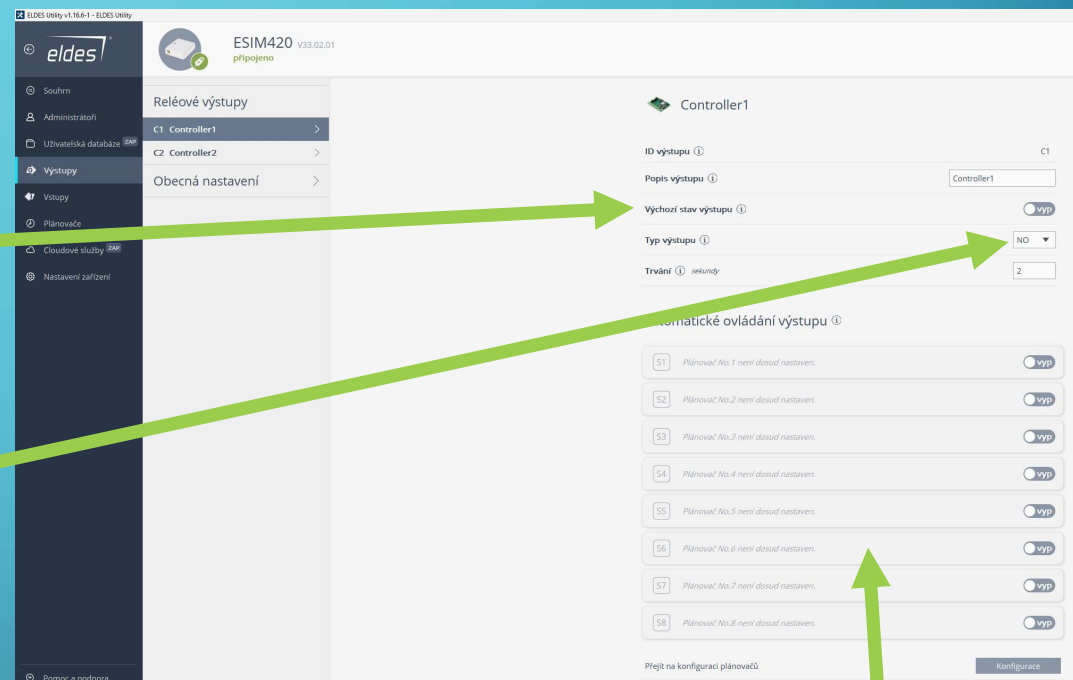 ELDES Utility v1.16.6-1 - ELDES Utility
eldes
ESIM420 V33.02.01
připojeno
Souhrn
Administrátoři
Uživatelská databáze ZAP
Výstupy
Vstupy
Plánovače
Cloudové služby ZAP
Nastavení zařízení
Pomoc a podpora
Reléové výstupy
C1 Controller1
C2 Controller2
Obecná nastavení
Controller1
ID výstupu C1
Popis výstupu Controller1
Výchozí stav výstupu vyp
Typ výstupu NO
Trvání sekundy 2
matické ovládání výstupu
S1 Plánovač No.1 není dosud nastaven. vyp
S2 Plánovač No.2 není dosud nastaven. vyp
S3 Plánovač No.3 není dosud nastaven. vyp
S4 Plánovač No.4 není dosud nastaven. vyp
S5 Plánovač No.5 není dosud nastaven. vyp
S6 Plánovač No.6 není dosud nastaven. vyp
S7 Plánovač No.7 není dosud nastaven. vyp
S8 Plánovač No.8 není dosud nastaven. vyp
Přejít na konfiguraci plánovačů Konfigurace